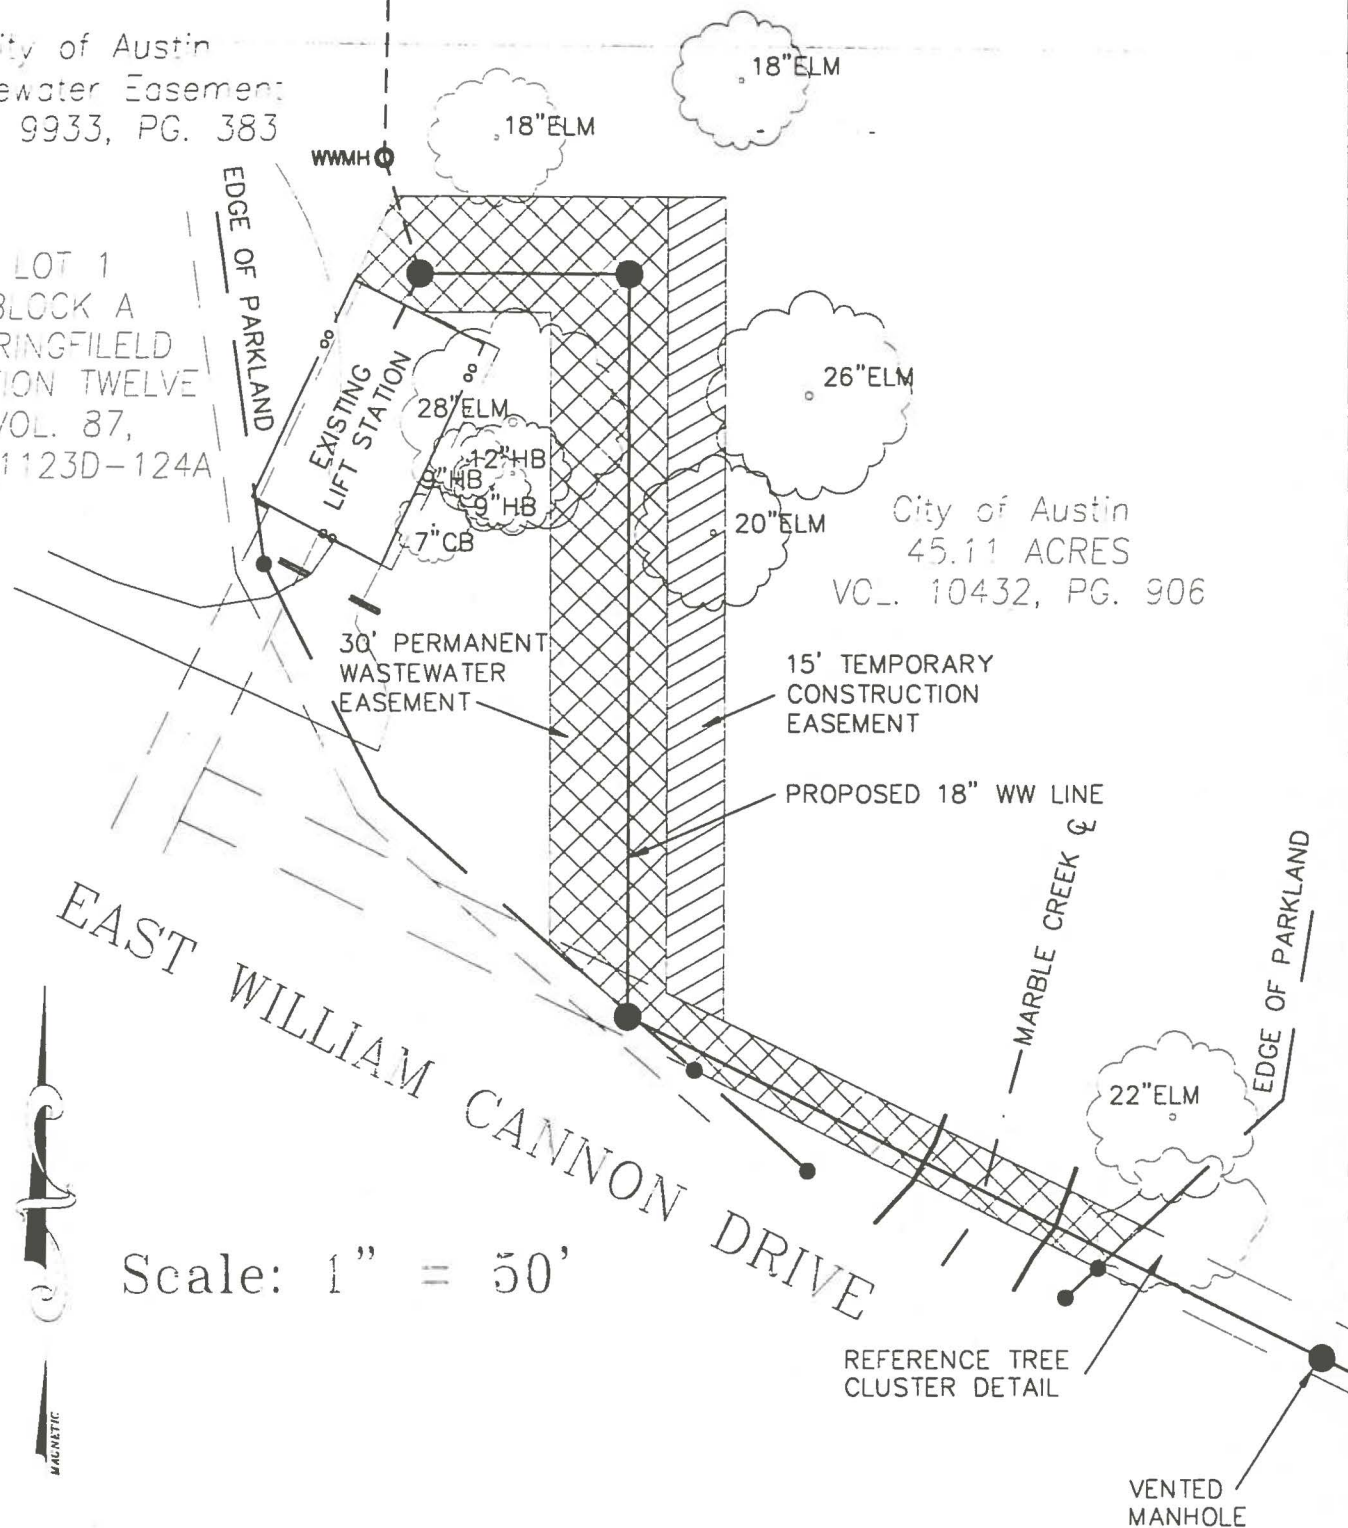 ity of Austin
ewater Easement
9933, PG. 383
18"ELM
18"ELM
WWMH
EDGE OF PARKLAND
LOT 1
BLOCK A
RINGFILELD
ION TWELVE
VOL. 87,
1123D-124A
EXISTING
LIFT STATION
28"ELM
12"HB
9"HB
9"HB
7"CB
26"ELM
20"ELM
City of Austin
45.11 ACRES
VOL. 10432, PG. 906
30' PERMANENT
WASTEWATER
EASEMENT
15' TEMPORARY
CONSTRUCTION
EASEMENT
PROPOSED 18" WW LINE
MARBLE CREEK ℄
EDGE OF PARKLAND
EAST WILLIAM CANNON DRIVE
22"ELM
Scale: 1" = 50'
MAGNETIC
REFERENCE TREE
CLUSTER DETAIL
VENTED
MANHOLE